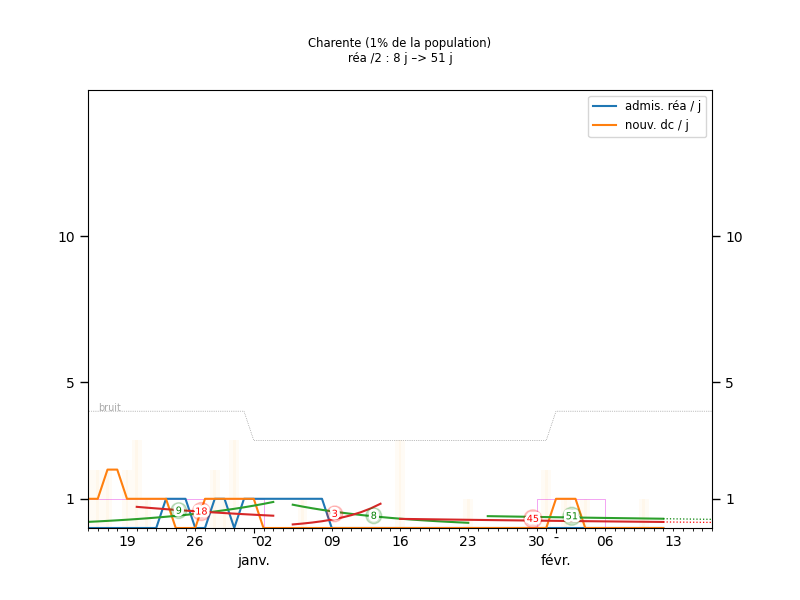 Charente (1% de la population)
réa /2 : 8 j −> 51 j
admis. réa / j
nouv. dc / j
10 10
5 5
bruit
1 1
9 18 3 8 45 51
19 26 02 09 16 23 30 06 13
janv. févr.